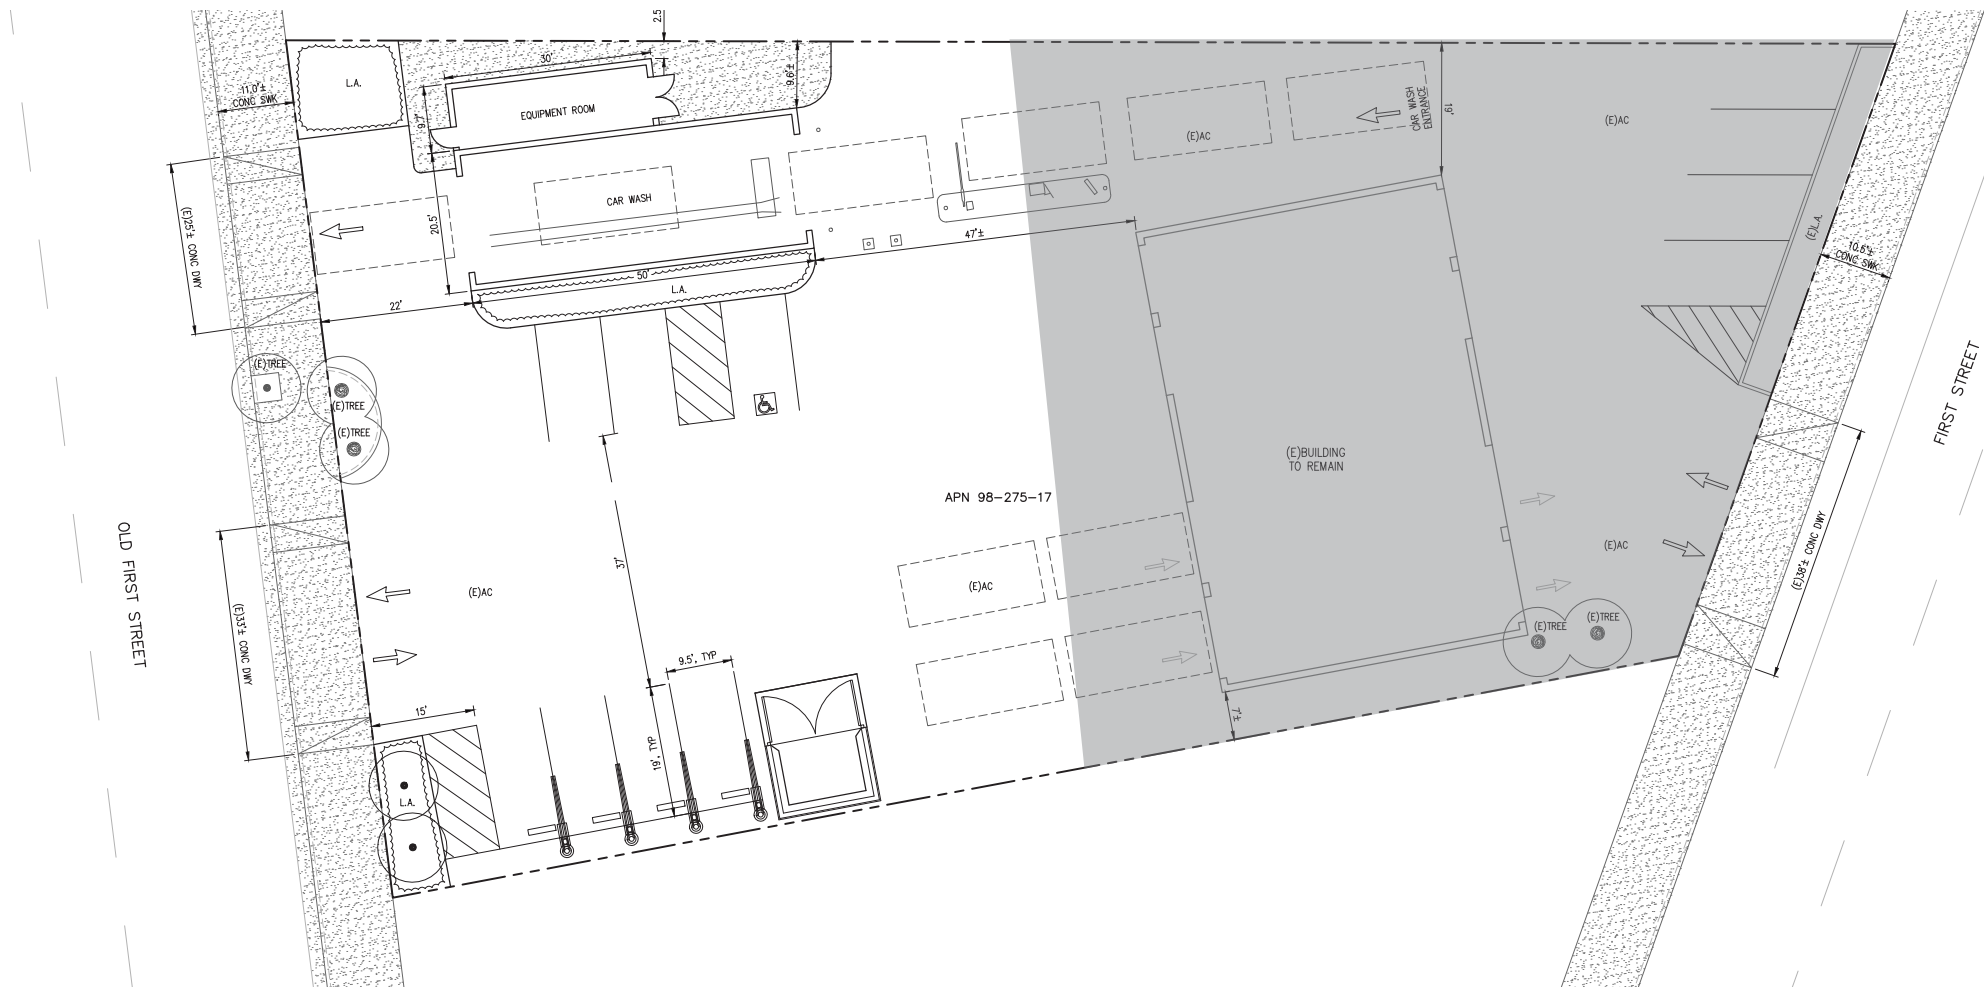 2.5
L.A.
30'
EQUIPMENT ROOM
9.7'
9.6'±
11.0'±
CONC SWK
(E)25'± CONC DWY
CAR WASH
20.5'
50'
L.A.
22'
47'±
CAR WASH
ENTRANCE
19'
(E)AC
(E)AC
(E)L.A.
10.5'±
CONC SWK
FIRST STREET
(E)TREE
(E)TREE
(E)TREE
(E)BUILDING
TO REMAIN
APN 98-275-17
OLD FIRST STREET
37'
(E)AC
(E)AC
(E)AC
(E)38'± CONC DWY
(E)33'± CONC DWY
(E)TREE
(E)TREE
9.5', TYP
19', TYP
15'
7'±
L.A.